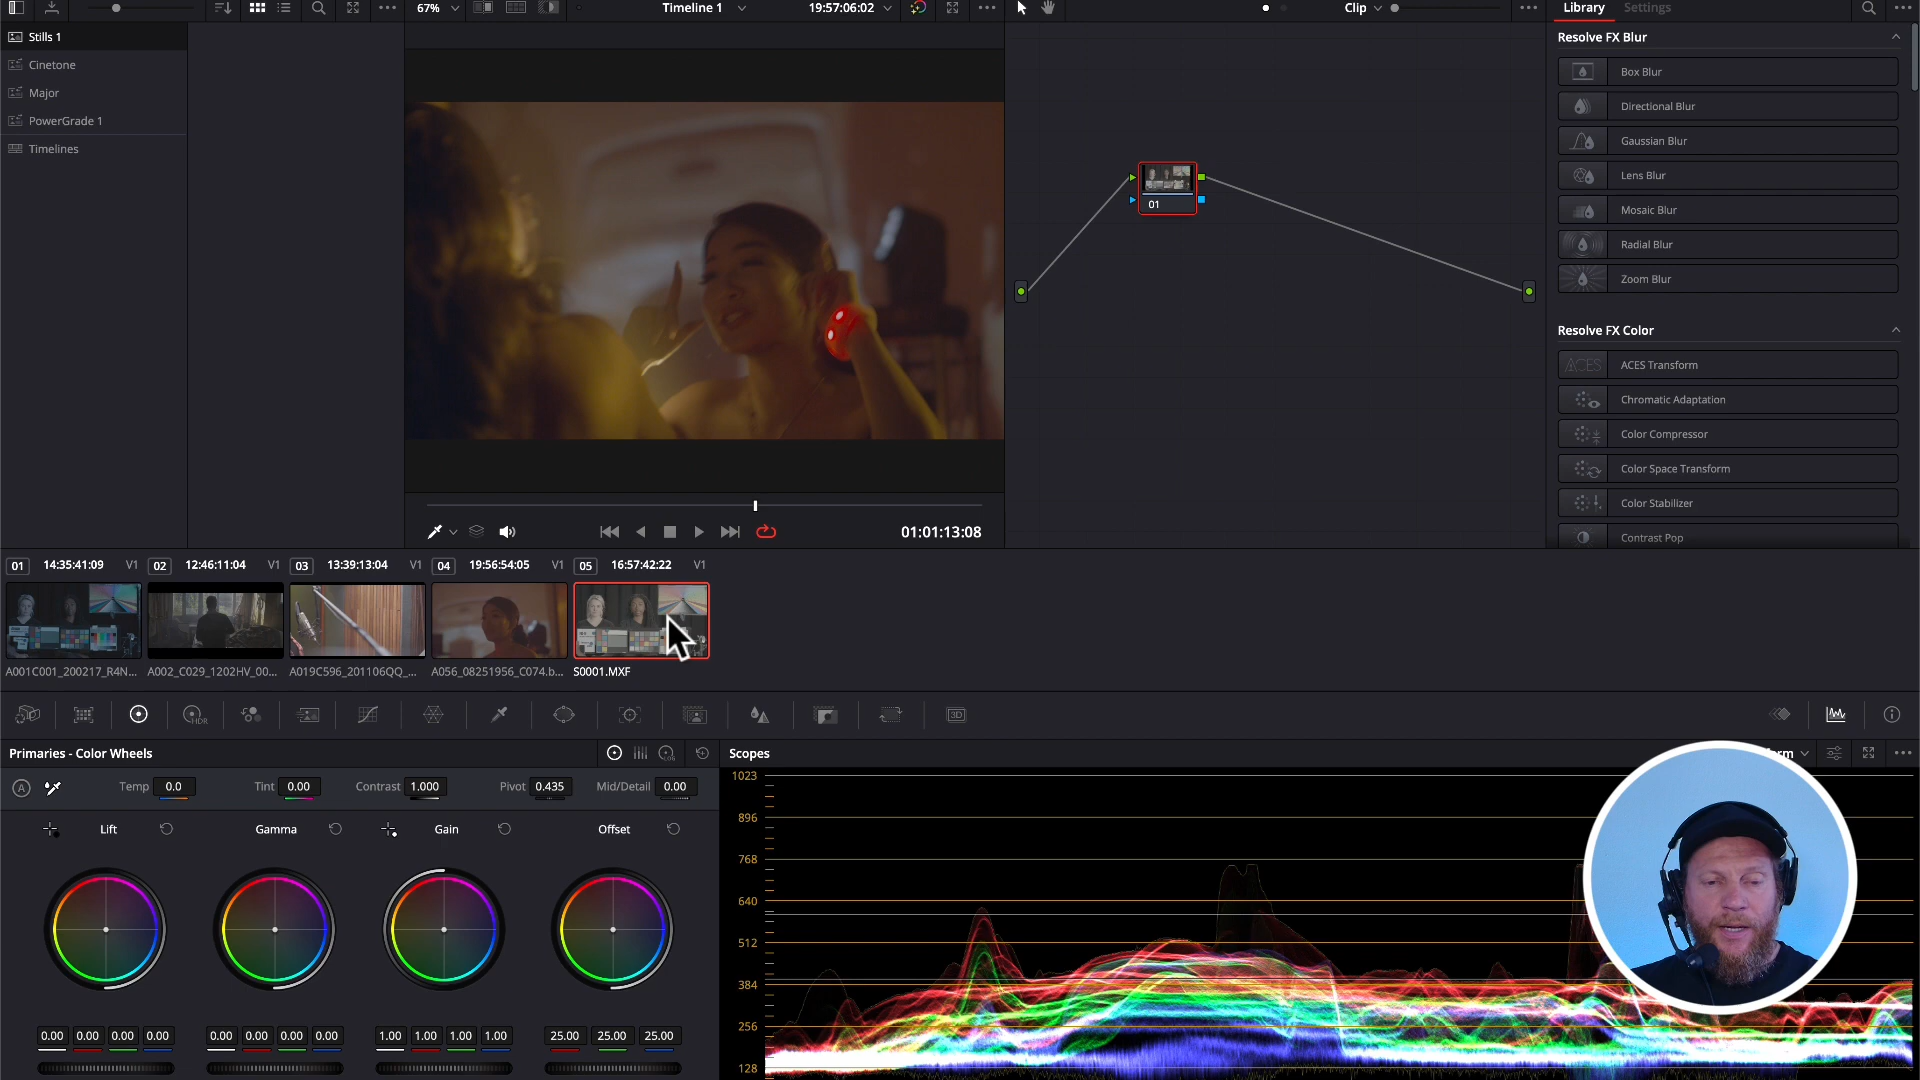 67%
Timeline 1
19:57:06:02
Clip
Library
Settings
Stills 1
Cinetone
Major
PowerGrade 1
Timelines
01
01:01:13:08
Resolve FX Blur
Box Blur
Directional Blur
Gaussian Blur
Lens Blur
Mosaic Blur
Radial Blur
Zoom Blur
Resolve FX Color
ACES
ACES Transform
Chromatic Adaptation
Color Compressor
Color Space Transform
Color Stabilizer
Contrast Pop
01 14:35:41:09 V1
02 12:46:11:04 V1
03 13:39:13:04 V1
04 19:56:54:05 V1
05 16:57:42:22 V1
A001C001_200217_R4N...
A002_C029_1202HV_00...
A019C596_201106QQ_...
A056_08251956_C074.b...
S0001.MXF
HDR
3D
Primaries - Color Wheels
LOG
Scopes
A
Temp 0.0
Tint 0.00
Contrast 1.000
Pivot 0.435
Mid/Detail 0.00
Lift
Gamma
Gain
Offset
0.00 0.00 0.00 0.00
0.00 0.00 0.00 0.00
1.00 1.00 1.00 1.00
25.00 25.00 25.00
1023
896
768
640
512
384
256
128